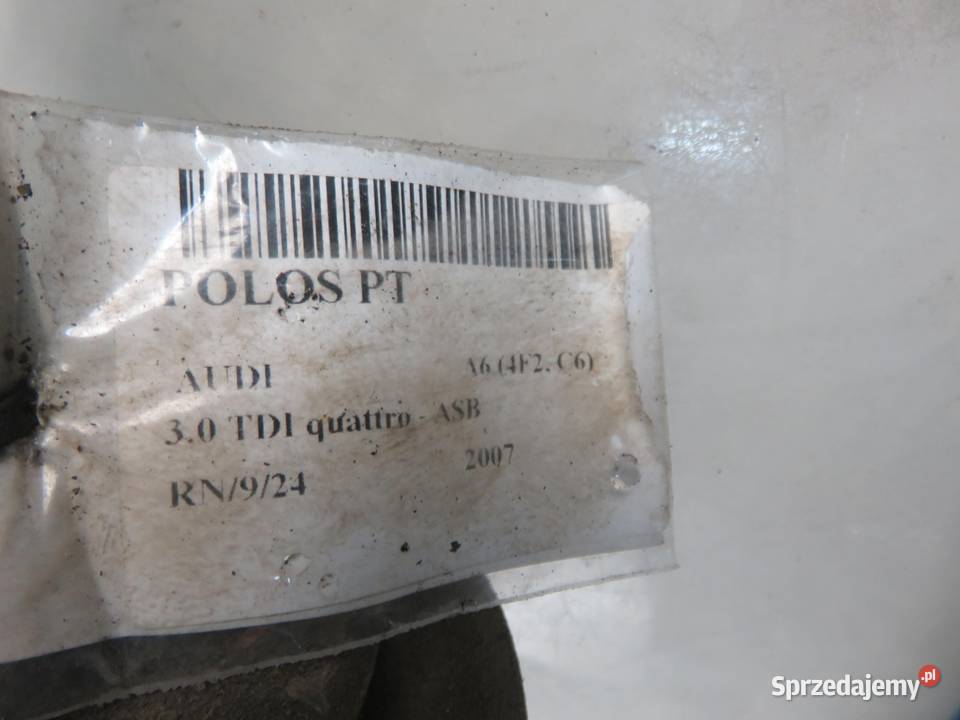 POLOS PT
AUDI A6 (4F2, C6)
3.0 TDI quattro - ASB
2007
RN/9/24
Sprzedajemy.pl